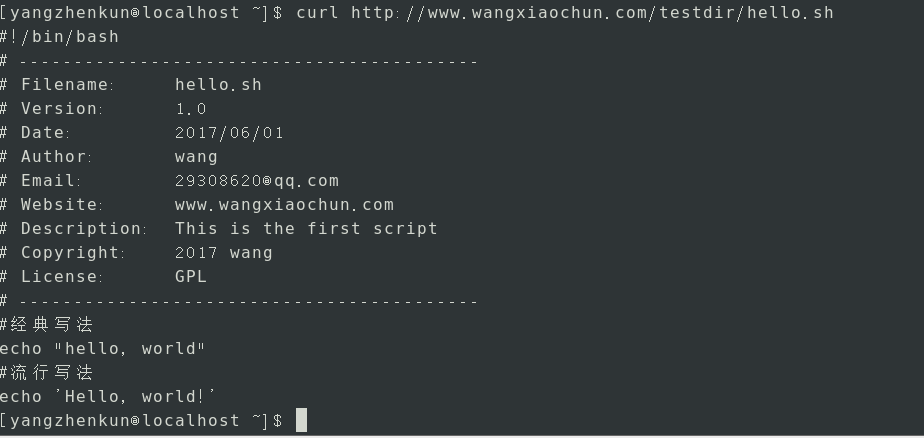 [yangzhenkun@localhost ~]$ curl http://www.wangxiaochun.com/testdir/hello.sh
#!/bin/bash
# ------------------------------------------
# Filename: hello.sh
# Version: 1.0
# Date: 2017/06/01
# Author: wang
# Email: 29308620@qq.com
# Website: www.wangxiaochun.com
# Description: This is the first script
# Copyright: 2017 wang
# License: GPL
# ------------------------------------------
#经典写法
echo "hello, world"
#流行写法
echo 'Hello, world!'
[yangzhenkun@localhost ~]$